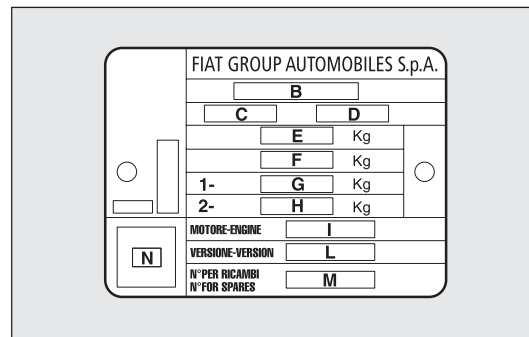 FIAT GROUP AUTOMOBILES S.p.A.
B
C D
E Kg
F Kg
1- G Kg
2- H Kg
MOTORE-ENGINE I
VERSIONE-VERSION L
N°PER RICAMBI
N°FOR SPARES M
N